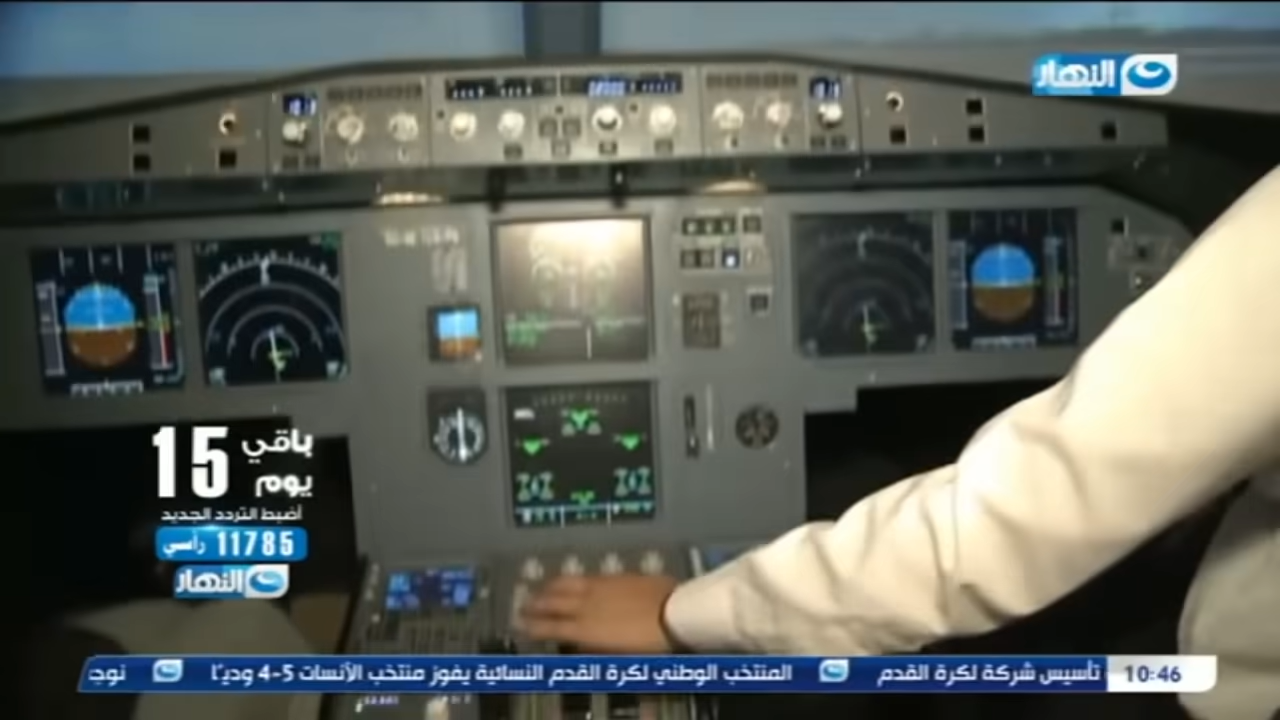 النهار
باقي 15
يوم
أضبط التردد الجديد
11785 رأسي
النهار
10:46 تأسيس شركة لكرة القدم المنتخب الوطني لكرة القدم النسائية يفوز منتخب الأنسات 5-4 وديًا